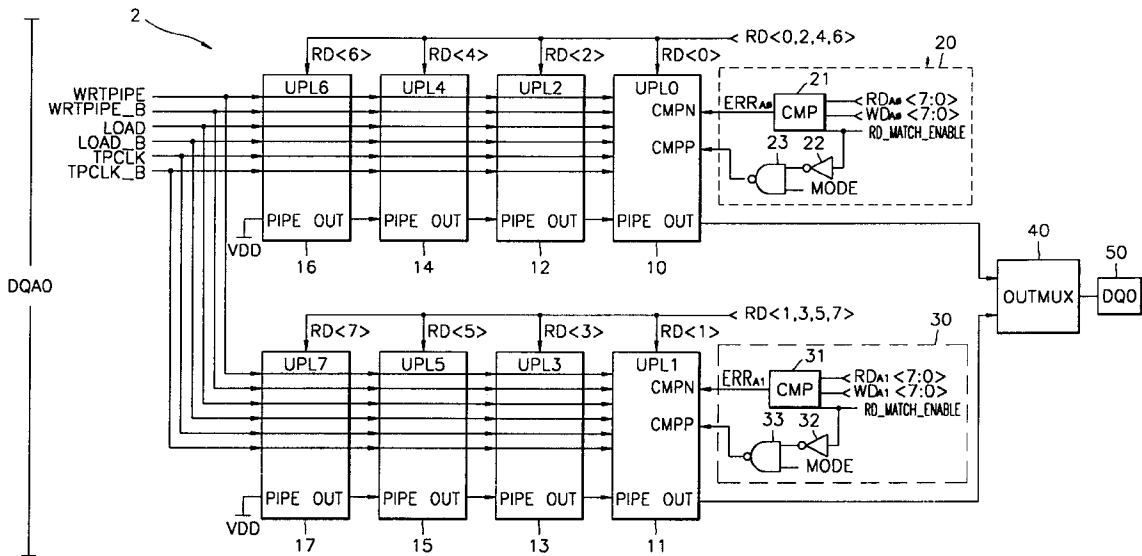 2
RD<0,2,4,6>
20
RD<6>
RD<4>
RD<2>
RD<0>
UPL6
UPL4
UPL2
UPL0
21
WRTPIPE
WRTPIPE_B
LOAD
LOAD_B
TPCLK
TPCLK_B
CMPN
ERRA0
CMP
RDA0<7:0>
WDA0<7:0>
RD_MATCH_ENABLE
CMPP
23
22
MODE
PIPE OUT
PIPE OUT
PIPE OUT
PIPE OUT
VDD
16
14
12
10
40
50
DQA0
OUTMUX
DQ0
RD<1,3,5,7>
30
RD<7>
RD<5>
RD<3>
RD<1>
UPL7
UPL5
UPL3
UPL1
31
CMPN
ERRA1
CMP
RDA1<7:0>
WDA1<7:0>
RD_MATCH_ENABLE
CMPP
33
32
MODE
PIPE OUT
PIPE OUT
PIPE OUT
PIPE OUT
VDD
17
15
13
11